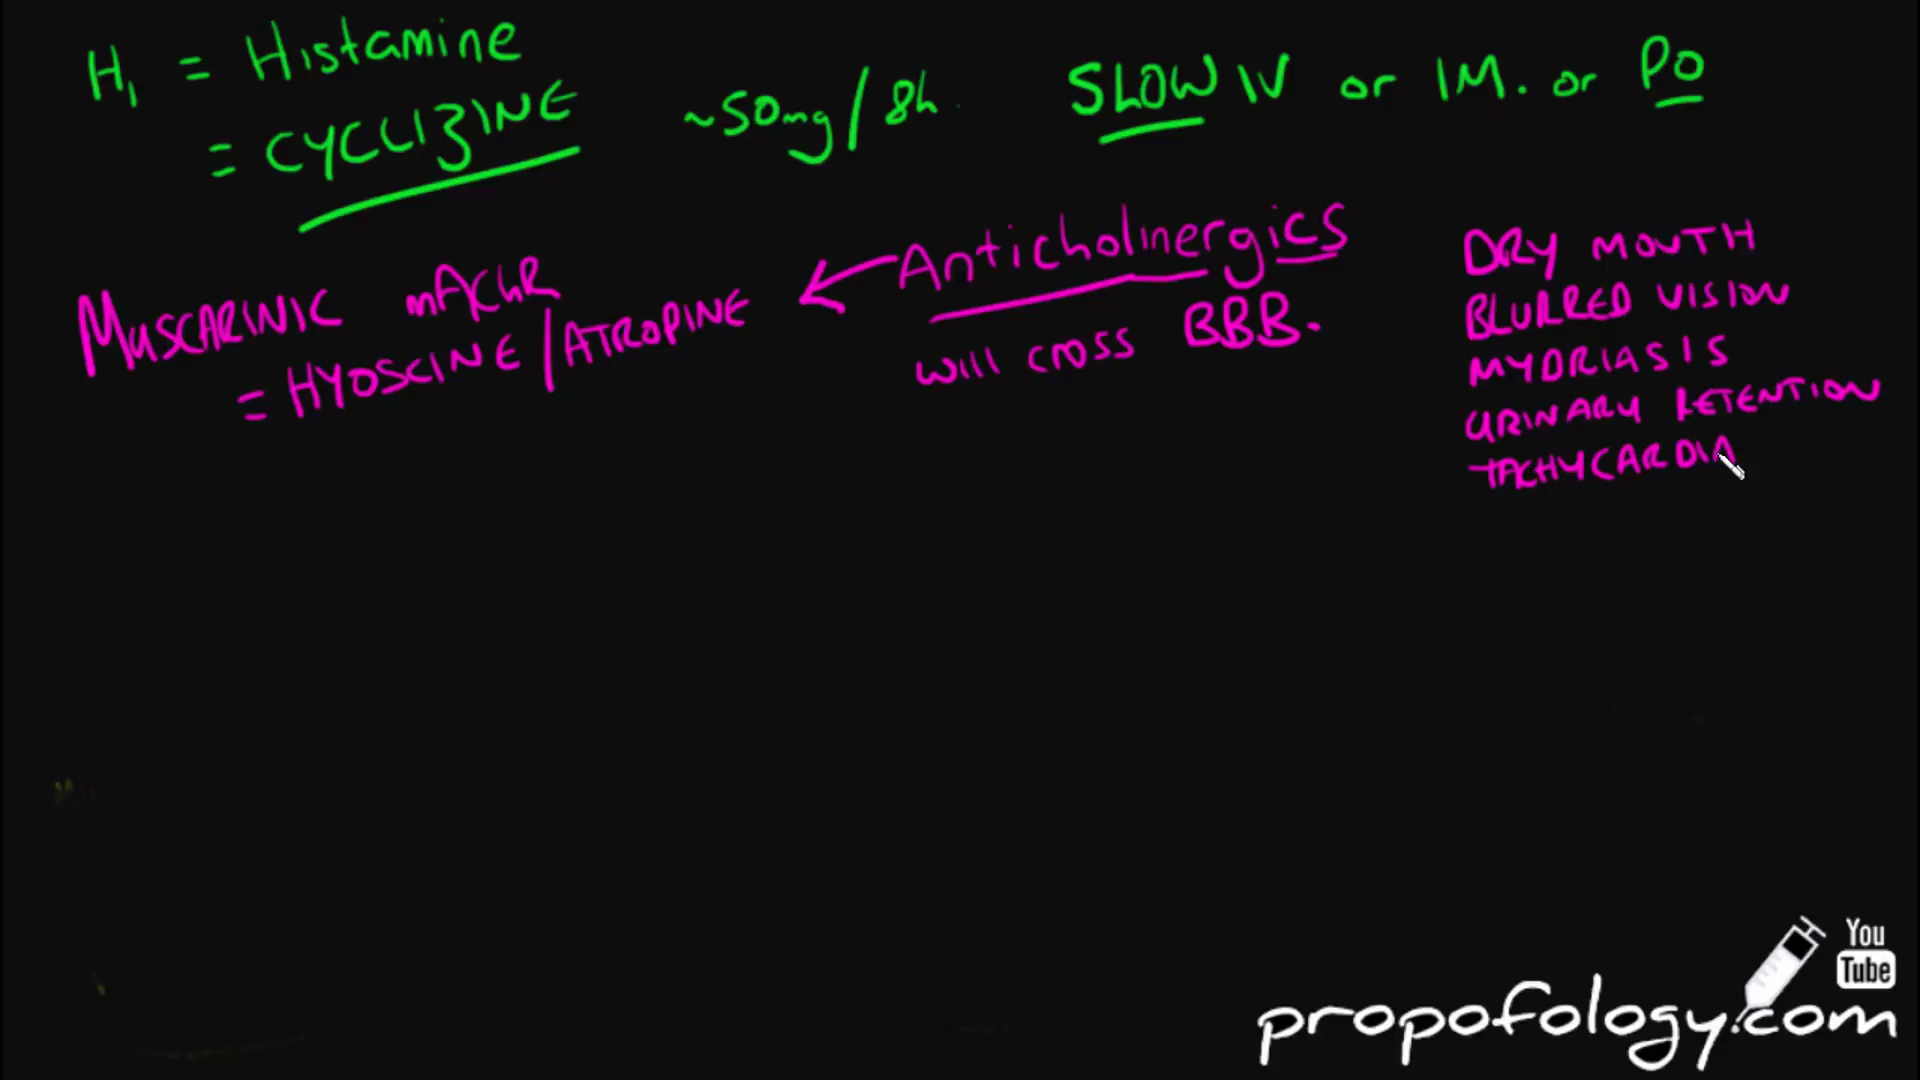 H1 = Histamine
= CYCLIZINE ~50mg/8h. SLOW IV or IM. or PO
MUSCARINIC mAChR
= HYOSCINE/ATROPINE
← Anticholinergics
will cross BBB.
DRY MOUTH
BLURRED VISION
MYDRIASIS
URINARY RETENTION
TACHYCARDIA
You
Tube
propofology.com